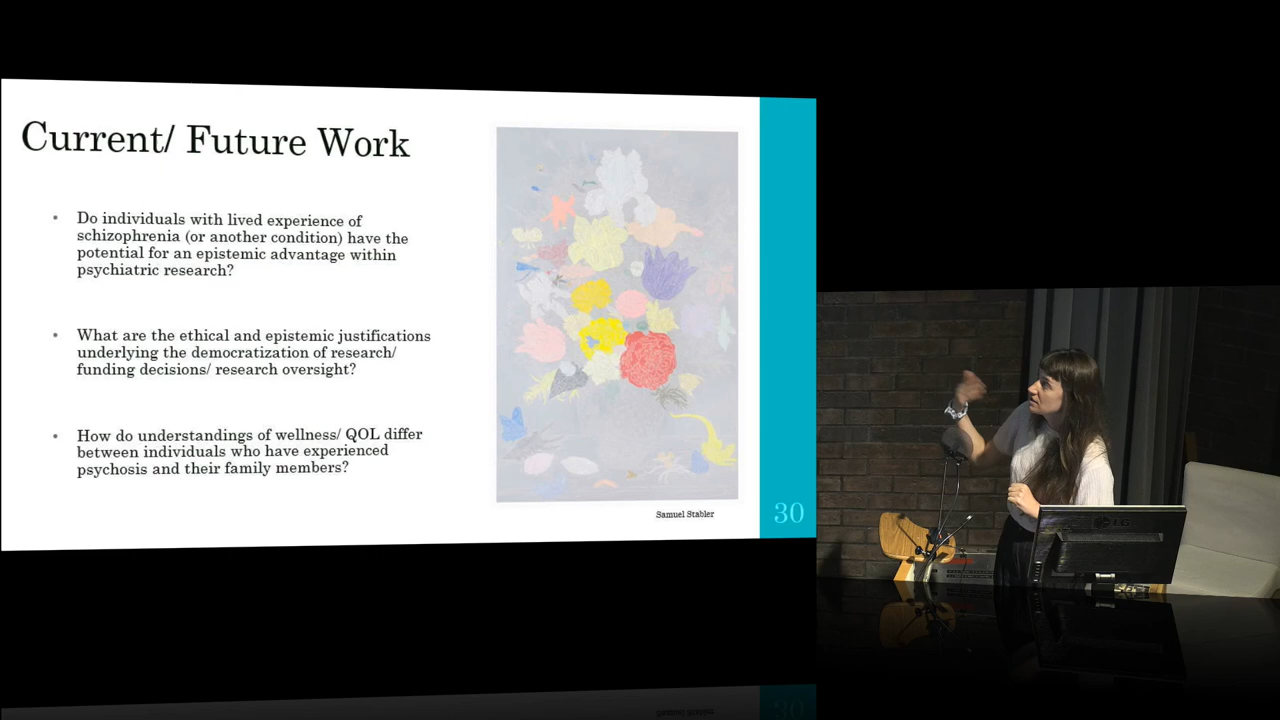 Current/ Future Work
• Do individuals with lived experience of
schizophrenia (or another condition) have the
potential for an epistemic advantage within
psychiatric research?
• What are the ethical and epistemic justifications
underlying the democratization of research/
funding decisions/ research oversight?
• How do understandings of wellness/ QOL differ
between individuals who have experienced
psychosis and their family members?
Samuel Stabler
30
LG